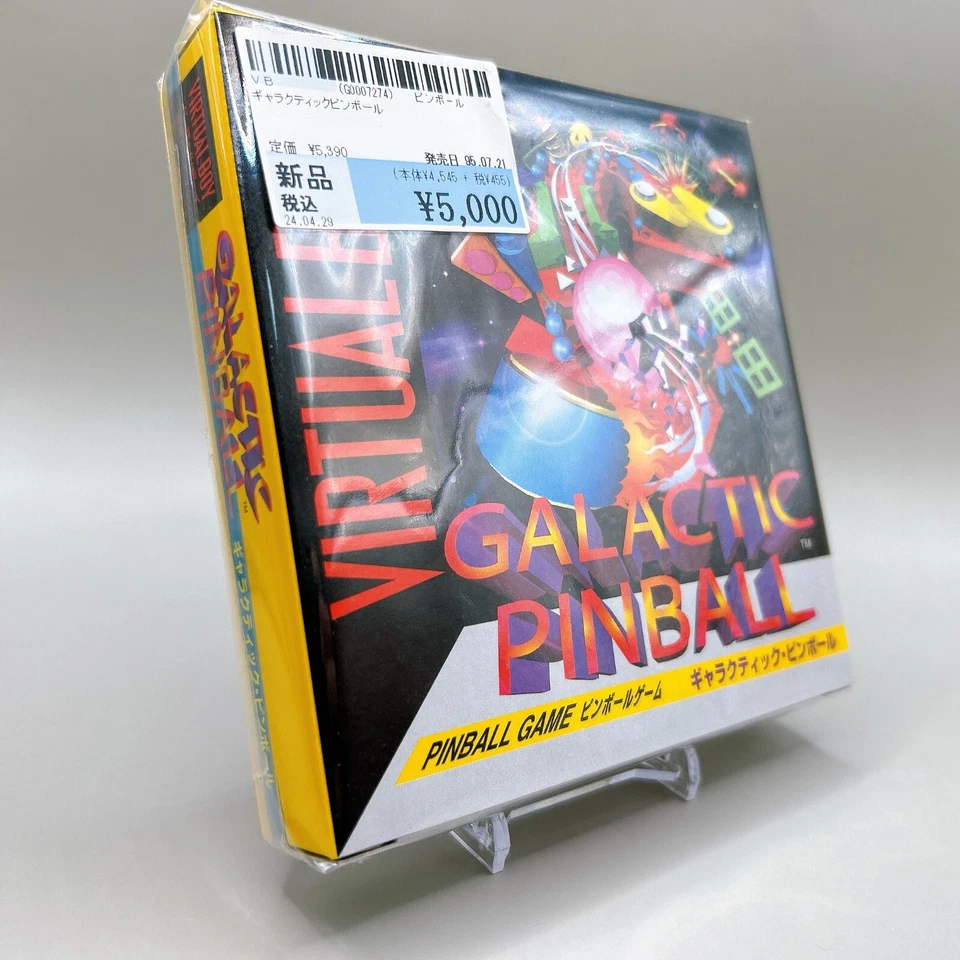 VB (G0007274) ピンボール
ギャラクティックピンボール
定価 ¥5,390 発売日 95.07.21
新品 (本体¥4,545 + 税¥455)
税込 ¥5,000
24.04.29
VIRTUAL BOY
GALACTIC
PINBALL
TM
ギャラクティック・ピンボール
VIRTUAL
GALACTIC
PINBALL
TM
PINBALL GAME ピンボールゲーム ギャラクティック・ピンボール